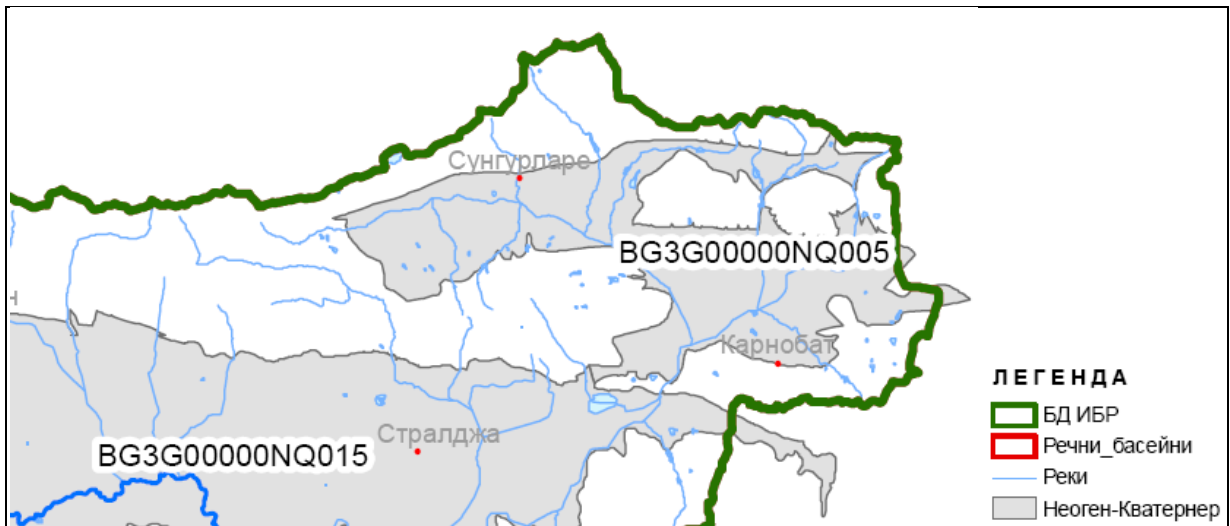 Сунгурларе
BG3G00000NQ005
н
Карнобат
Стралджа
BG3G00000NQ015
ЛЕГЕНДА
БД ИБР
Речни_басейни
Реки
Неоген-Кватернер